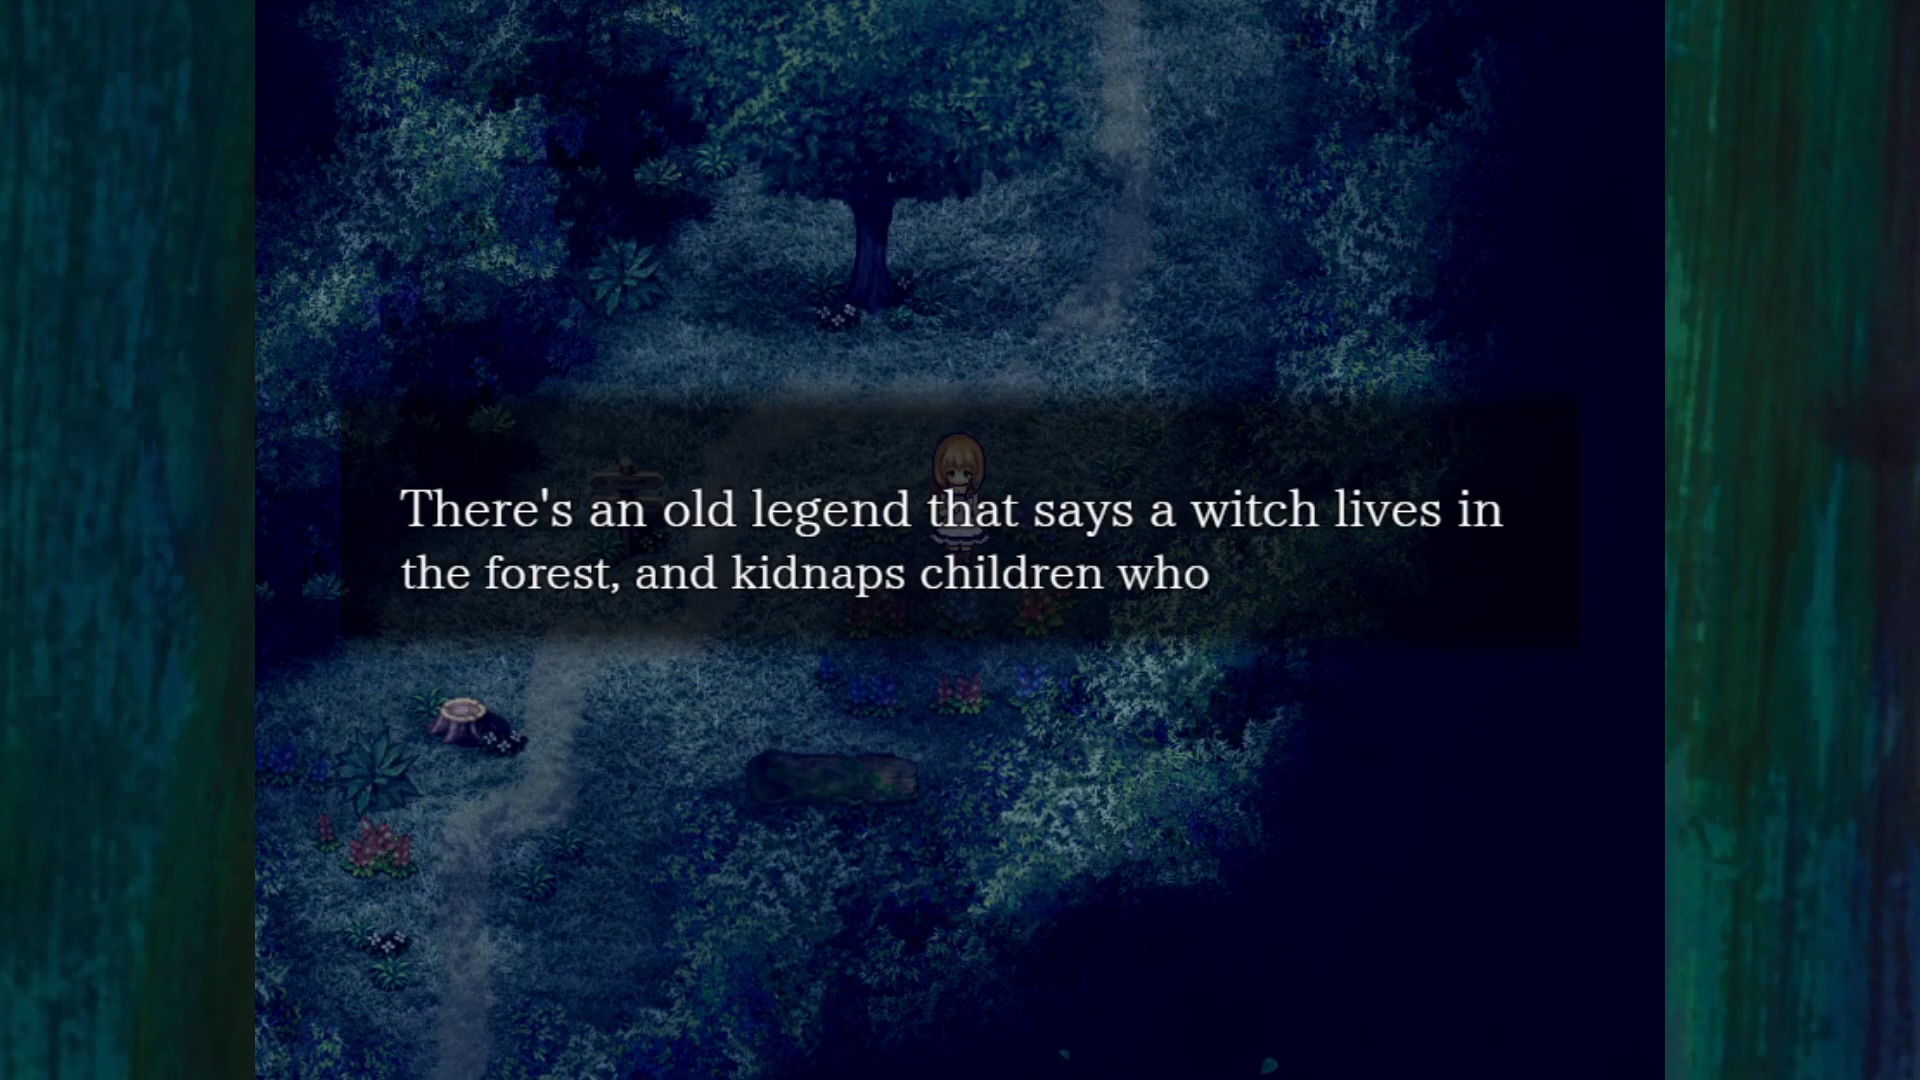 There's an old legend that says a witch lives in
the forest, and kidnaps children who